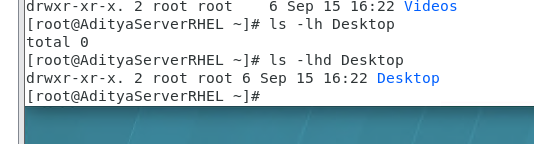 drwxr-xr-x. 2 root root    6 Sep 15 16:22 Videos
[root@AdityaServerRHEL ~]# ls -lh Desktop
total 0
[root@AdityaServerRHEL ~]# ls -lhd Desktop
drwxr-xr-x. 2 root root 6 Sep 15 16:22 Desktop
[root@AdityaServerRHEL ~]#